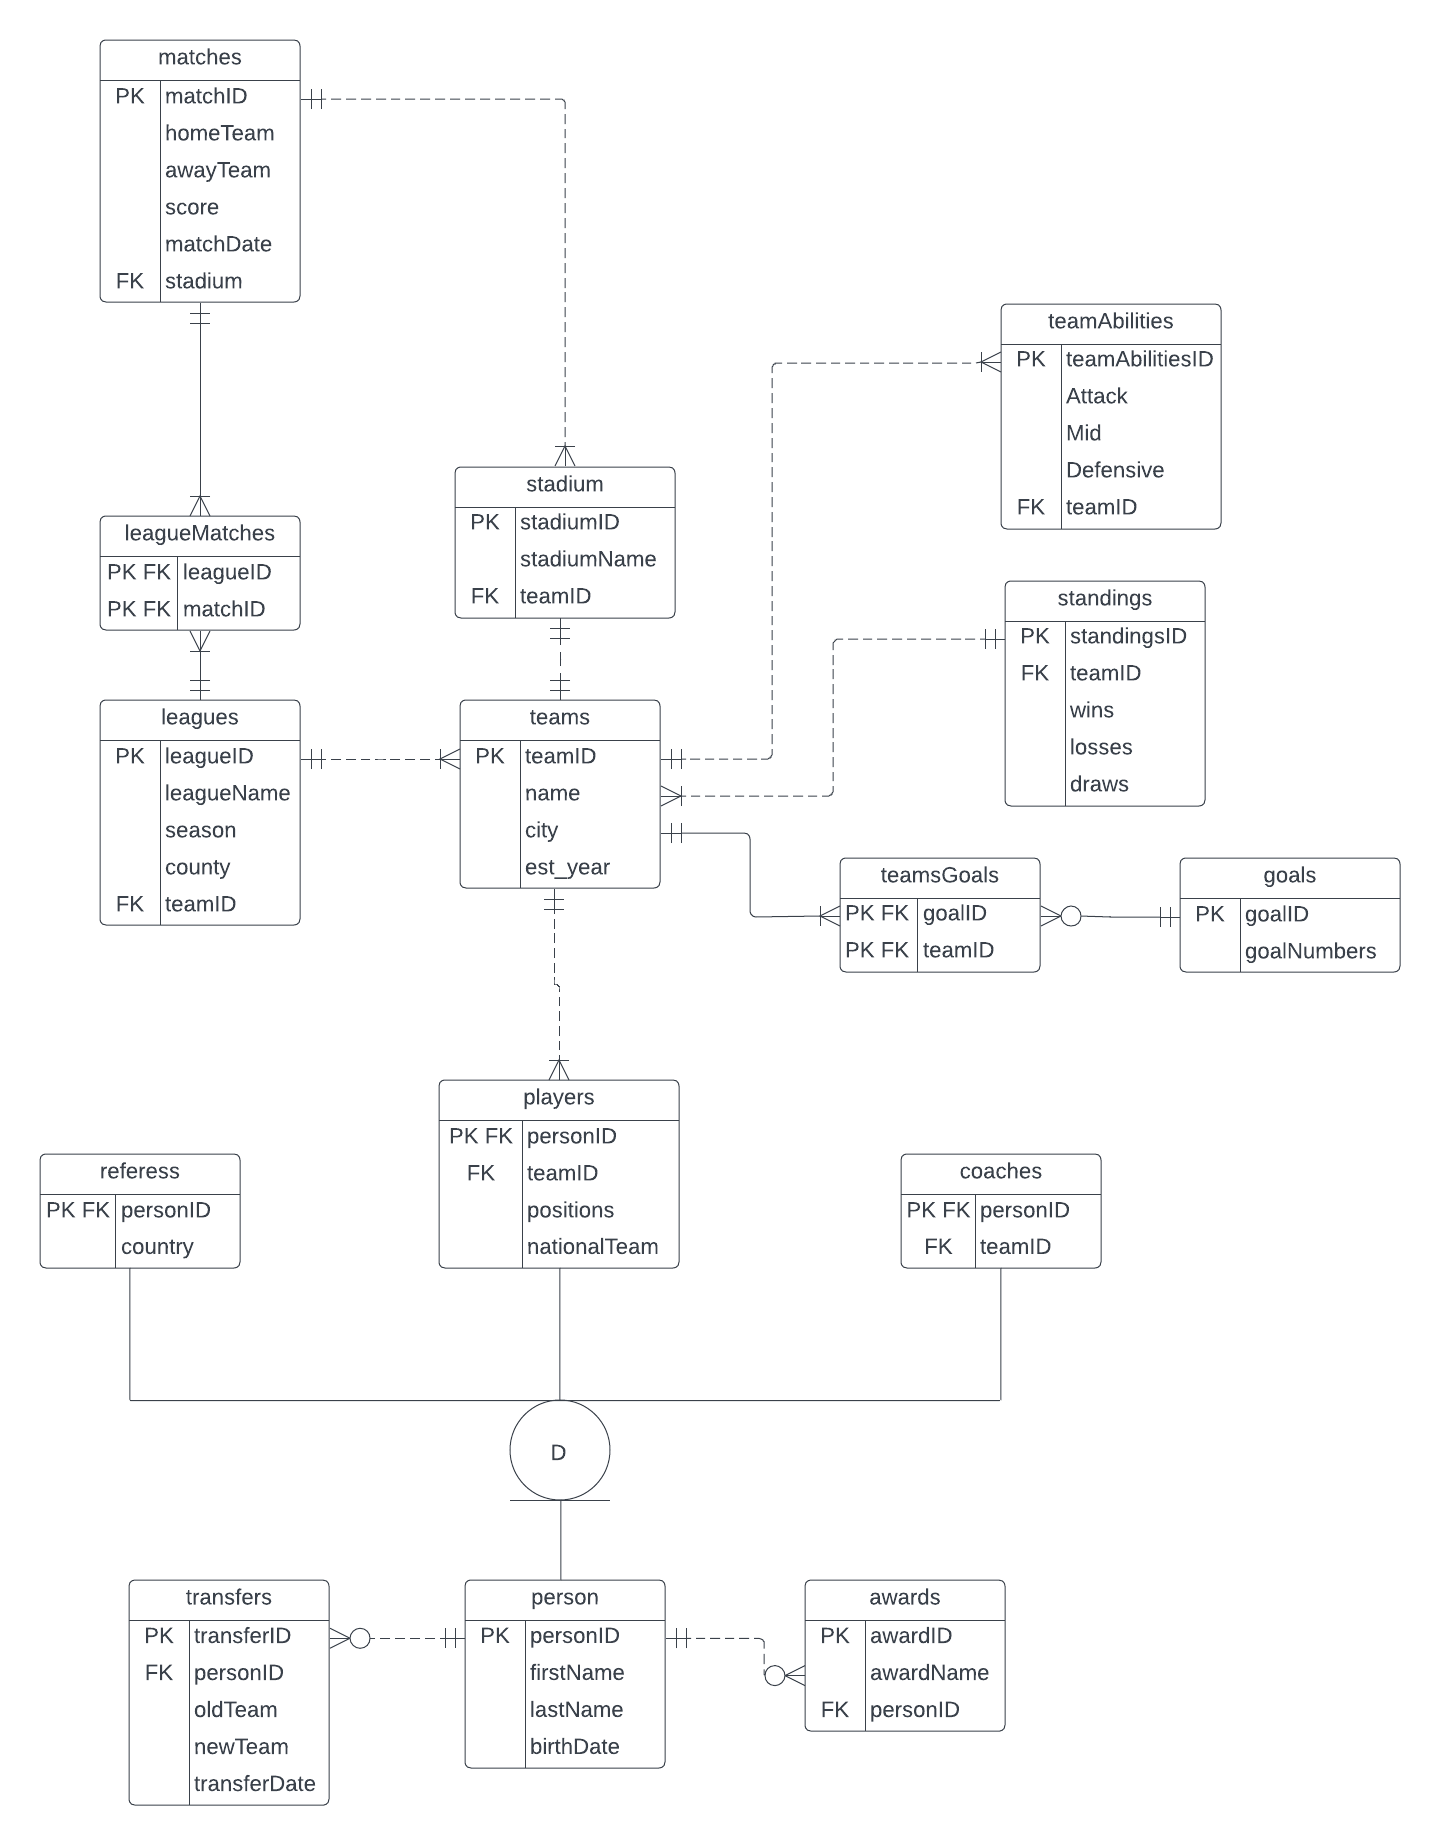 matches
PK matchID
homeTeam
awayTeam
score
matchDate
FK stadium
teamAbilities
PK teamAbilitiesID
Attack
Mid
Defensive
FK teamID
stadium
PK stadiumID
stadiumName
FK teamID
leagueMatches
PK FK leagueID
PK FK matchID
standings
PK standingsID
FK teamID
wins
losses
draws
leagues
PK leagueID
leagueName
season
county
FK teamID
teams
PK teamID
name
city
est_year
teamsGoals
PK FK goalID
PK FK teamID
goals
PK goalID
goalNumbers
players
PK FK personID
FK teamID
positions
nationalTeam
referess
PK FK personID
country
coaches
PK FK personID
FK teamID
D
transfers
PK transferID
FK personID
oldTeam
newTeam
transferDate
person
PK personID
firstName
lastName
birthDate
awards
PK awardID
awardName
FK personID